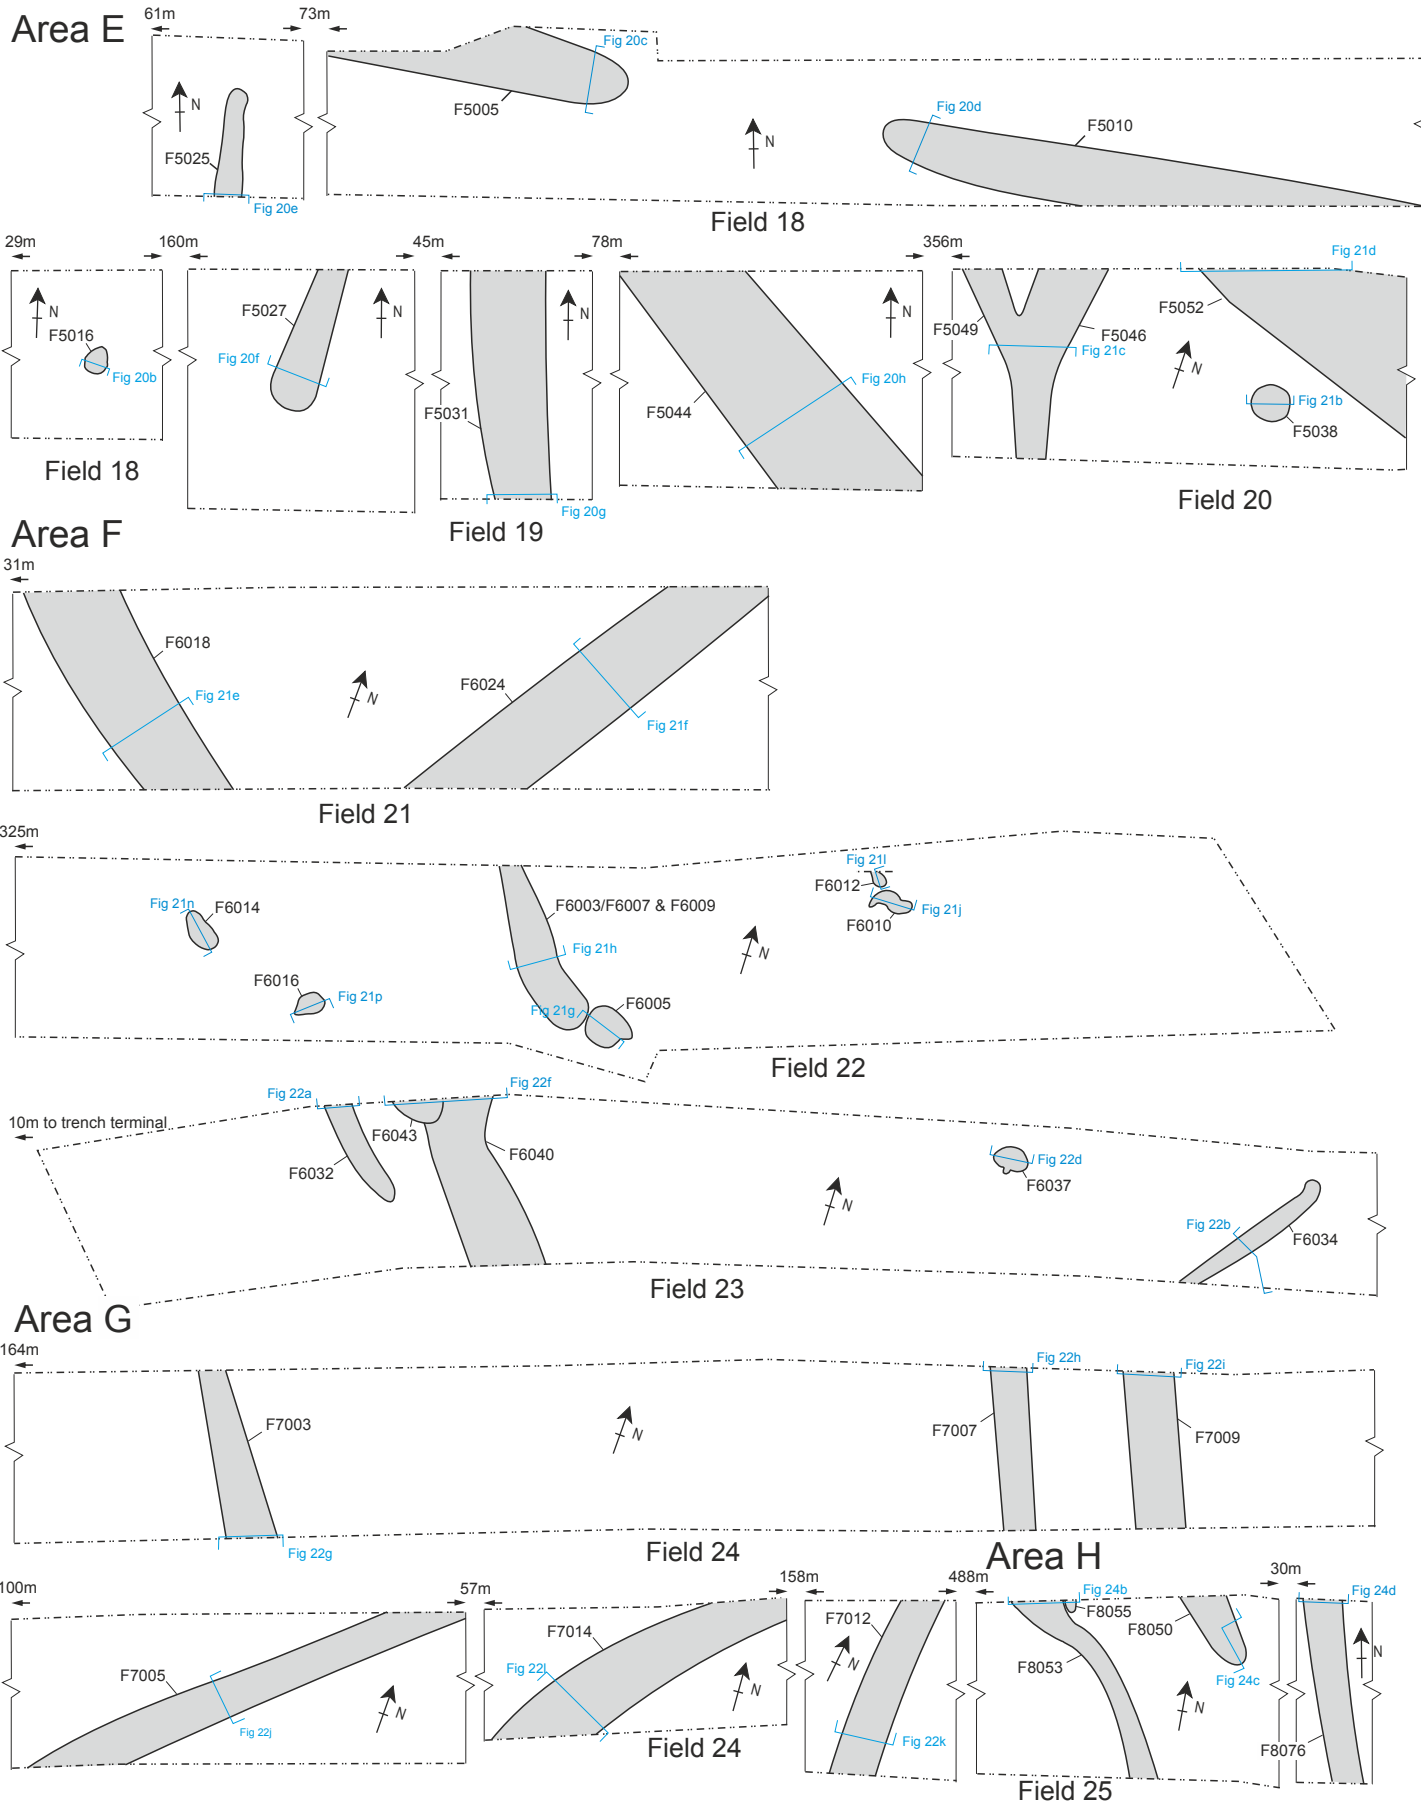 Area E
61m
73m
Fig 20c
F5005
Fig 20d
F5010
N
N
F5025
Fig 20e
Field 18
29m
160m
45m
78m
356m
N
F5016
Fig 20b
Field 18
F5027
N
Fig 20f
N
F5031
Fig 20g
Field 19
N
F5044
Fig 20h
Fig 21d
F5052
F5049
F5046
Fig 21c
N
Fig 21b
F5038
Field 20
Area F
31m
F6018
Fig 21e
N
F6024
Fig 21f
Field 21
325m
Fig 21n
F6014
F6016
Fig 21p
F6003/F6007 & F6009
Fig 21h
Fig 21g
F6005
N
Fig 21l
F6012
F6010
Fig 21j
Field 22
10m to trench terminal
Fig 22a
Fig 22f
F6043
F6032
F6040
N
Fig 22d
F6037
Fig 22b
F6034
Field 23
Area G
164m
F7003
Fig 22g
N
Fig 22h
Fig 22i
F7007
F7009
Field 24
100m
57m
158m
F7005
Fig 22j
N
F7014
Fig 22l
N
Field 24
F7012
N
Fig 22k
Area H
488m
30m
Fig 24b
F8055
F8050
F8053
Fig 24c
N
Fig 24d
N
F8076
Field 25